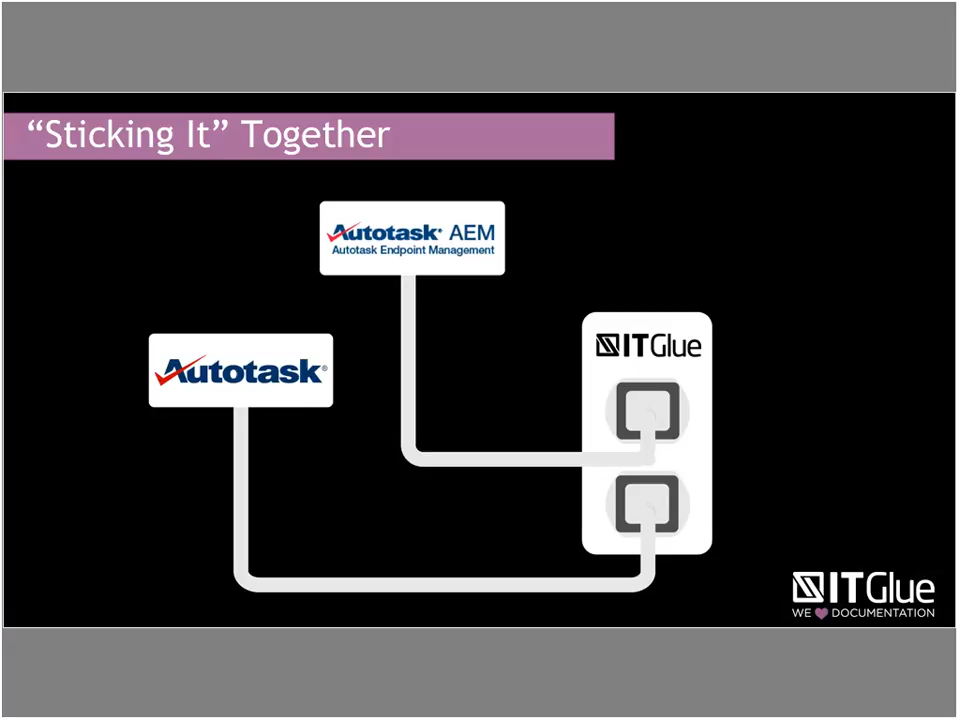 “Sticking It” Together
Autotask® AEM
Autotask Endpoint Management
Autotask®
ITGlue
ITGlue
WE ♥ DOCUMENTATION